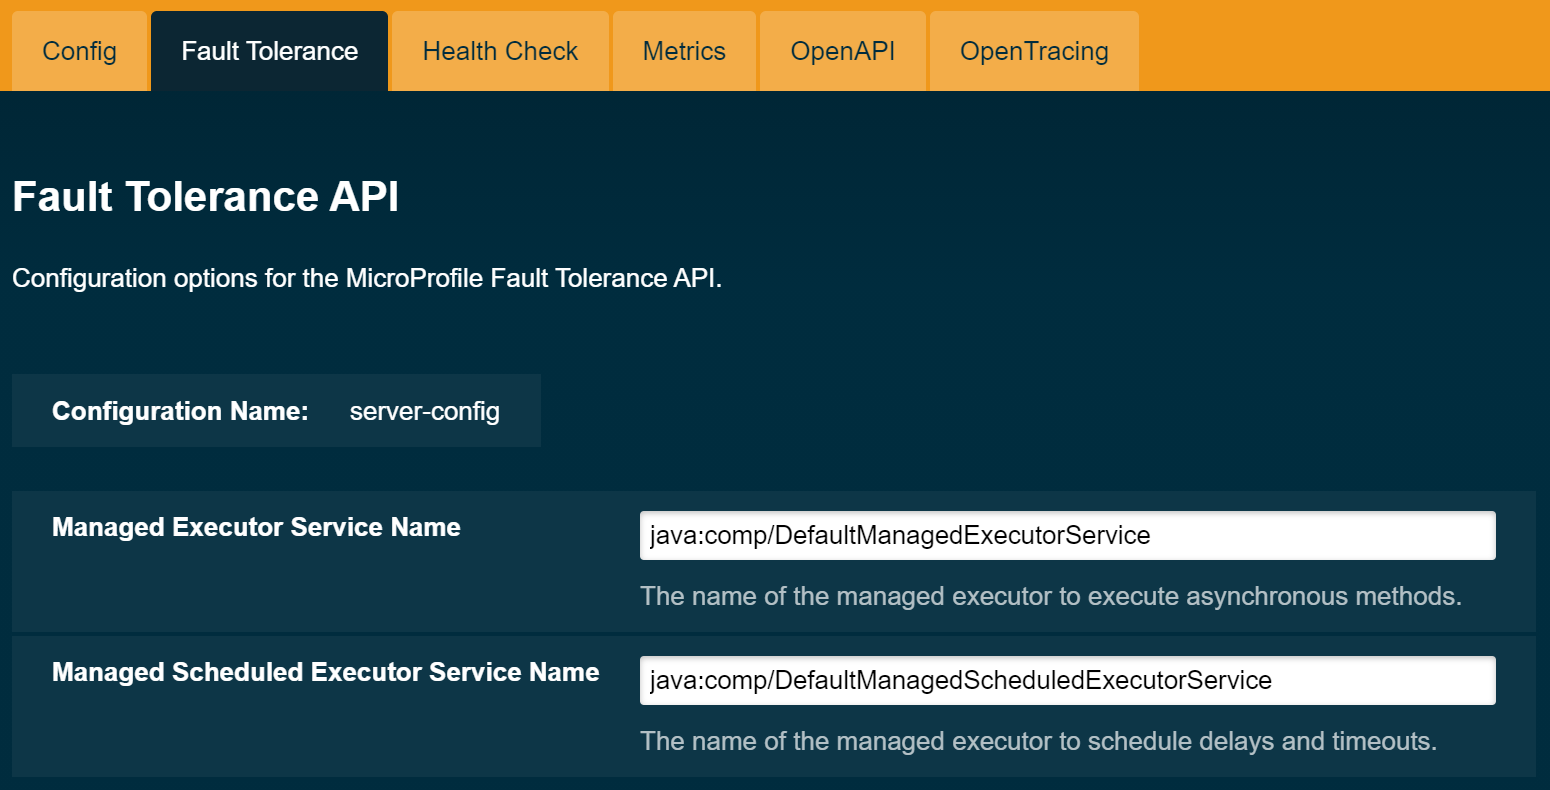 Config Fault Tolerance Health Check Metrics OpenAPI OpenTracing
Fault Tolerance API
Configuration options for the MicroProfile Fault Tolerance API.
Configuration Name: server-config
Managed Executor Service Name java:comp/DefaultManagedExecutorService
The name of the managed executor to execute asynchronous methods.
Managed Scheduled Executor Service Name java:comp/DefaultManagedScheduledExecutorService
The name of the managed executor to schedule delays and timeouts.